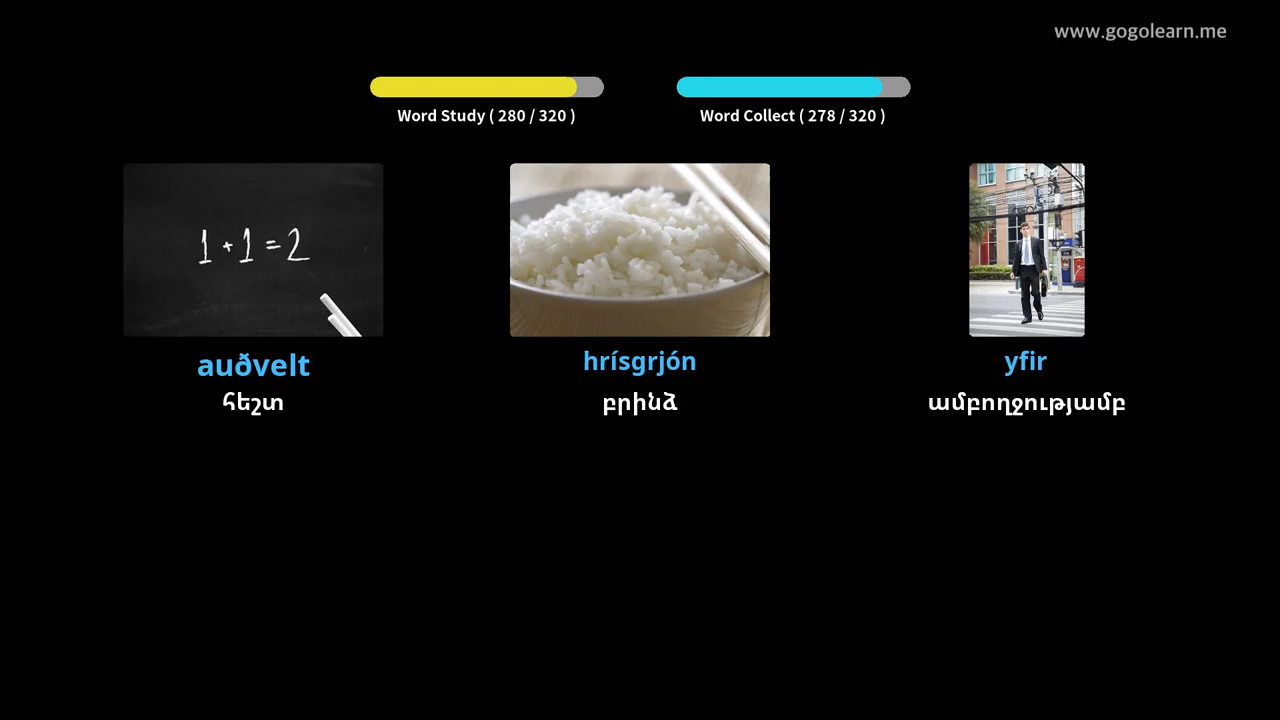 www.gogolearn.me
Word Study ( 280 / 320 )
Word Collect ( 278 / 320 )
1 + 1 = 2
auðvelt
հեշտ
hrísgrjón
բրինձ
yfir
ամբողջությամբ